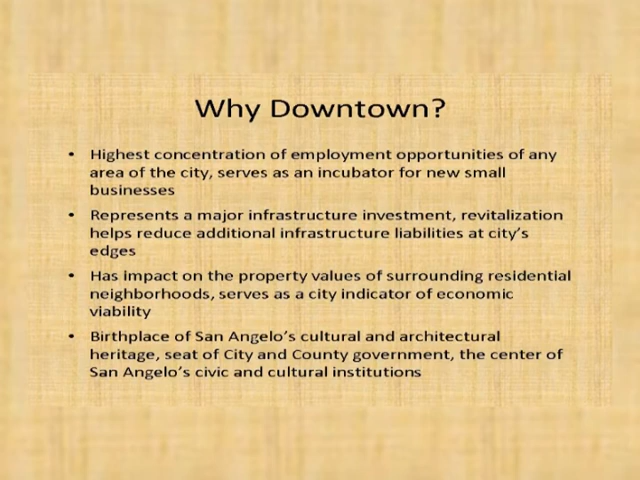 Why Downtown?
• Highest concentration of employment opportunities of any
area of the city, serves as an incubator for new small
businesses
• Represents a major infrastructure investment, revitalization
helps reduce additional infrastructure liabilities at city's
edges
• Has impact on the property values of surrounding residential
neighborhoods, serves as a city indicator of economic
viability
• Birthplace of San Angelo's cultural and architectural
heritage, seat of City and County government, the center of
San Angelo's civic and cultural institutions